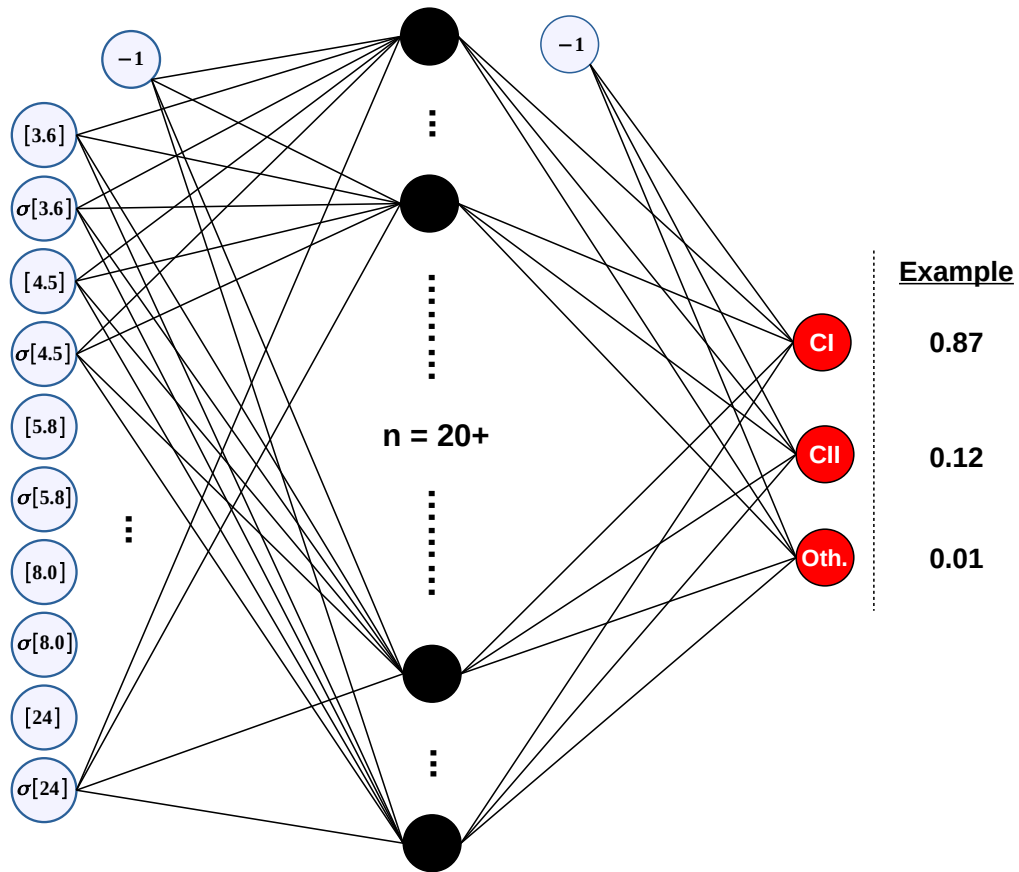 −1
−1
[3.6]
σ[3.6]
[4.5]
σ[4.5]
[5.8]
σ[5.8]
[8.0]
σ[8.0]
[24]
σ[24]
n = 20+
CI
CII
Oth.
Example
0.87
0.12
0.01